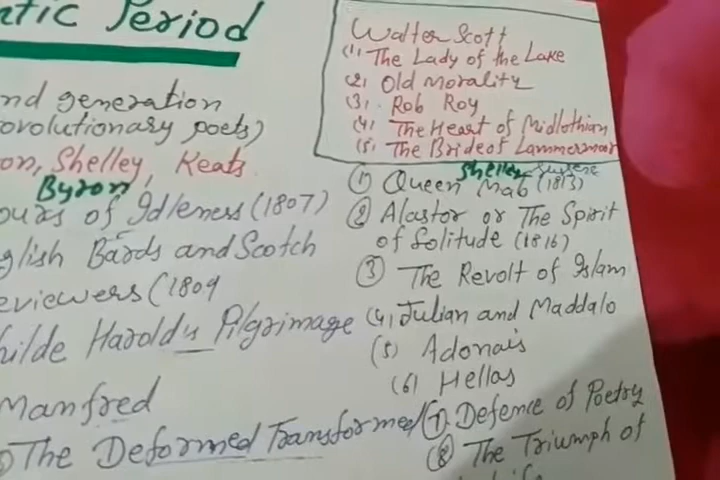 ntic Period
nd generation
ovolutionary poets)
on, Shelley, Keats
Byron
ours of Idleness (1807)
glish Bards and Scotch
eviewers (1809
hilde Harold's Pilgrimage
Manfred
The Deformed Transformed
Walter Scott
(1) The Lady of the Lake
(2) Old Morality
(3) Rob Roy
(4) The Heart of Midlothian
(5) The Bride of Lammermoor
Shelley
① Queen Mab (1813)
② Alastor or The Spirit
of Solitude (1816)
③ The Revolt of Islam
(4) Julian and Maddalo
(5) Adonais
(6) Hellas
(7) Defence of Poetry
(8) The Triumph of